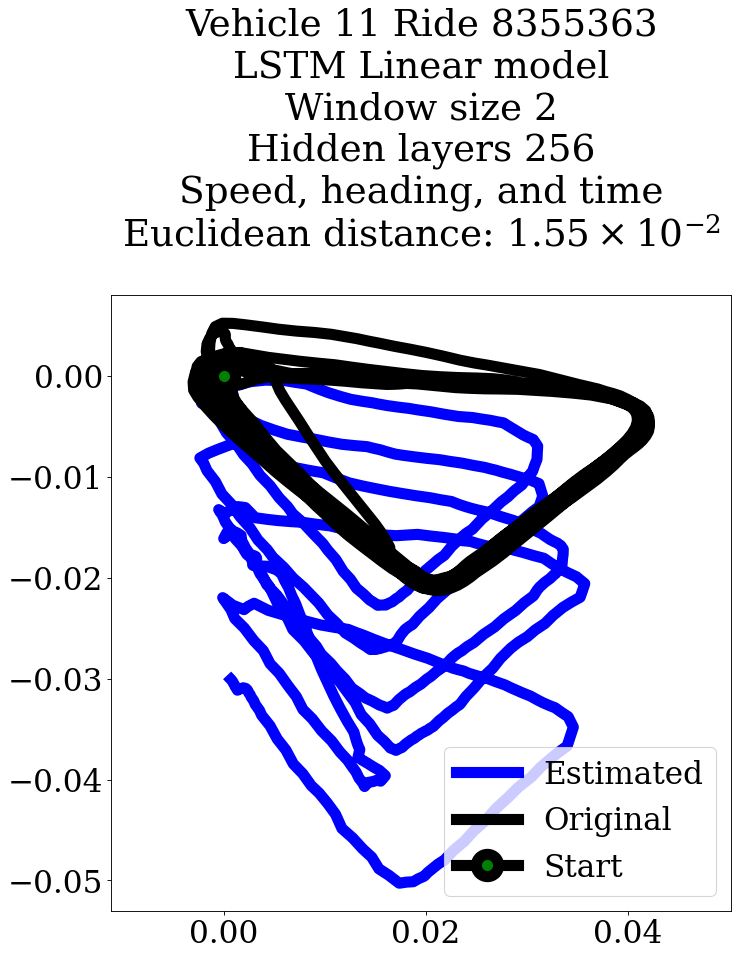 Vehicle 11 Ride 8355363
LSTM Linear model
Window size 2
Hidden layers 256
Speed, heading, and time
Euclidean distance: 1.55 × 10⁻²
0.00
−0.01
−0.02
−0.03
−0.04
−0.05
Estimated
Original
Start
0.00 0.02 0.04